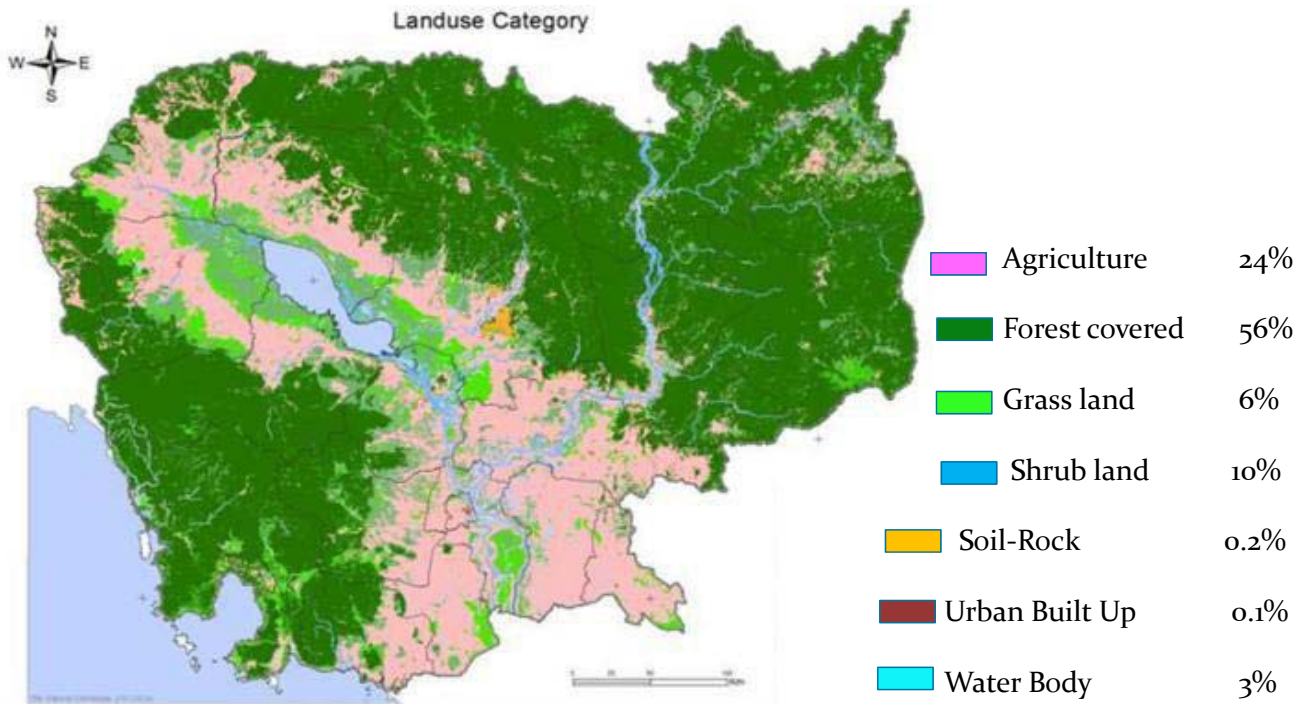 Landuse Category
N
W E
S
Agriculture 24%
Forest covered 56%
Grass land 6%
Shrub land 10%
Soil-Rock 0.2%
Urban Built Up 0.1%
Water Body 3%